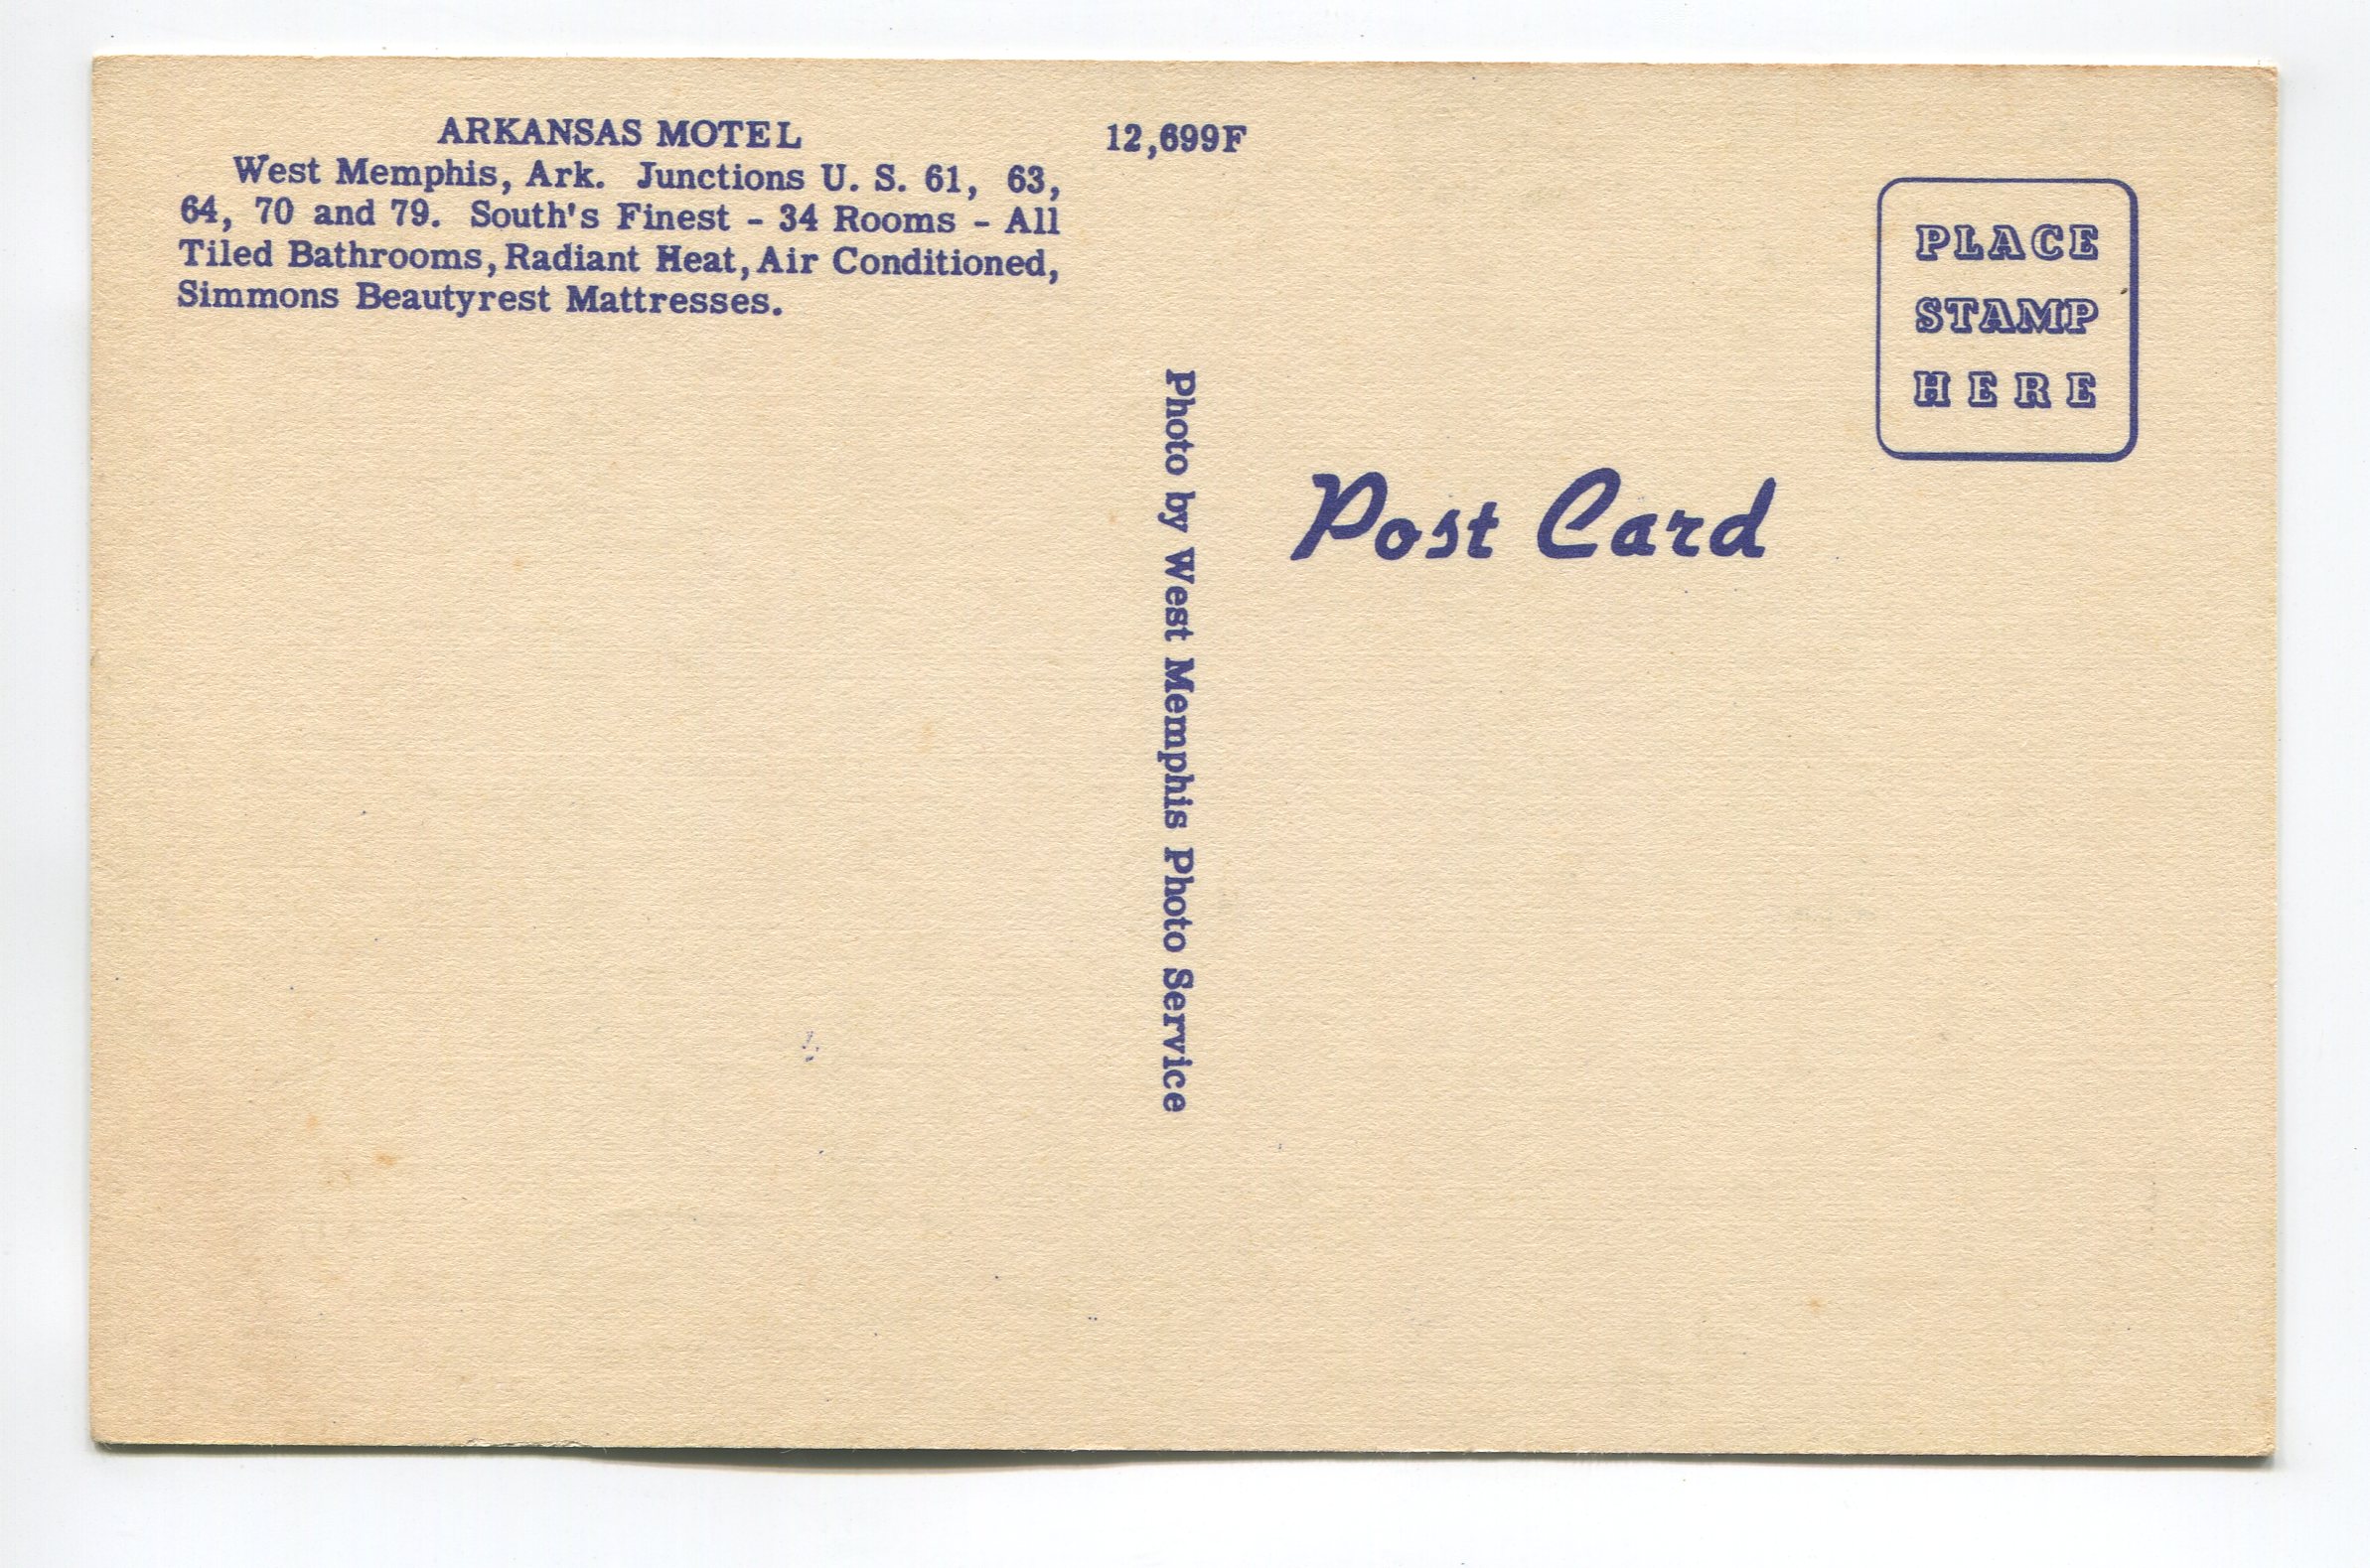 ARKANSAS MOTEL
West Memphis, Ark. Junctions U. S. 61, 63,
64, 70 and 79. South's Finest - 34 Rooms - All
Tiled Bathrooms, Radiant Heat, Air Conditioned,
Simmons Beautyrest Mattresses.
12,699F
Photo by West Memphis Photo Service
Post Card
PLACE
STAMP
HERE